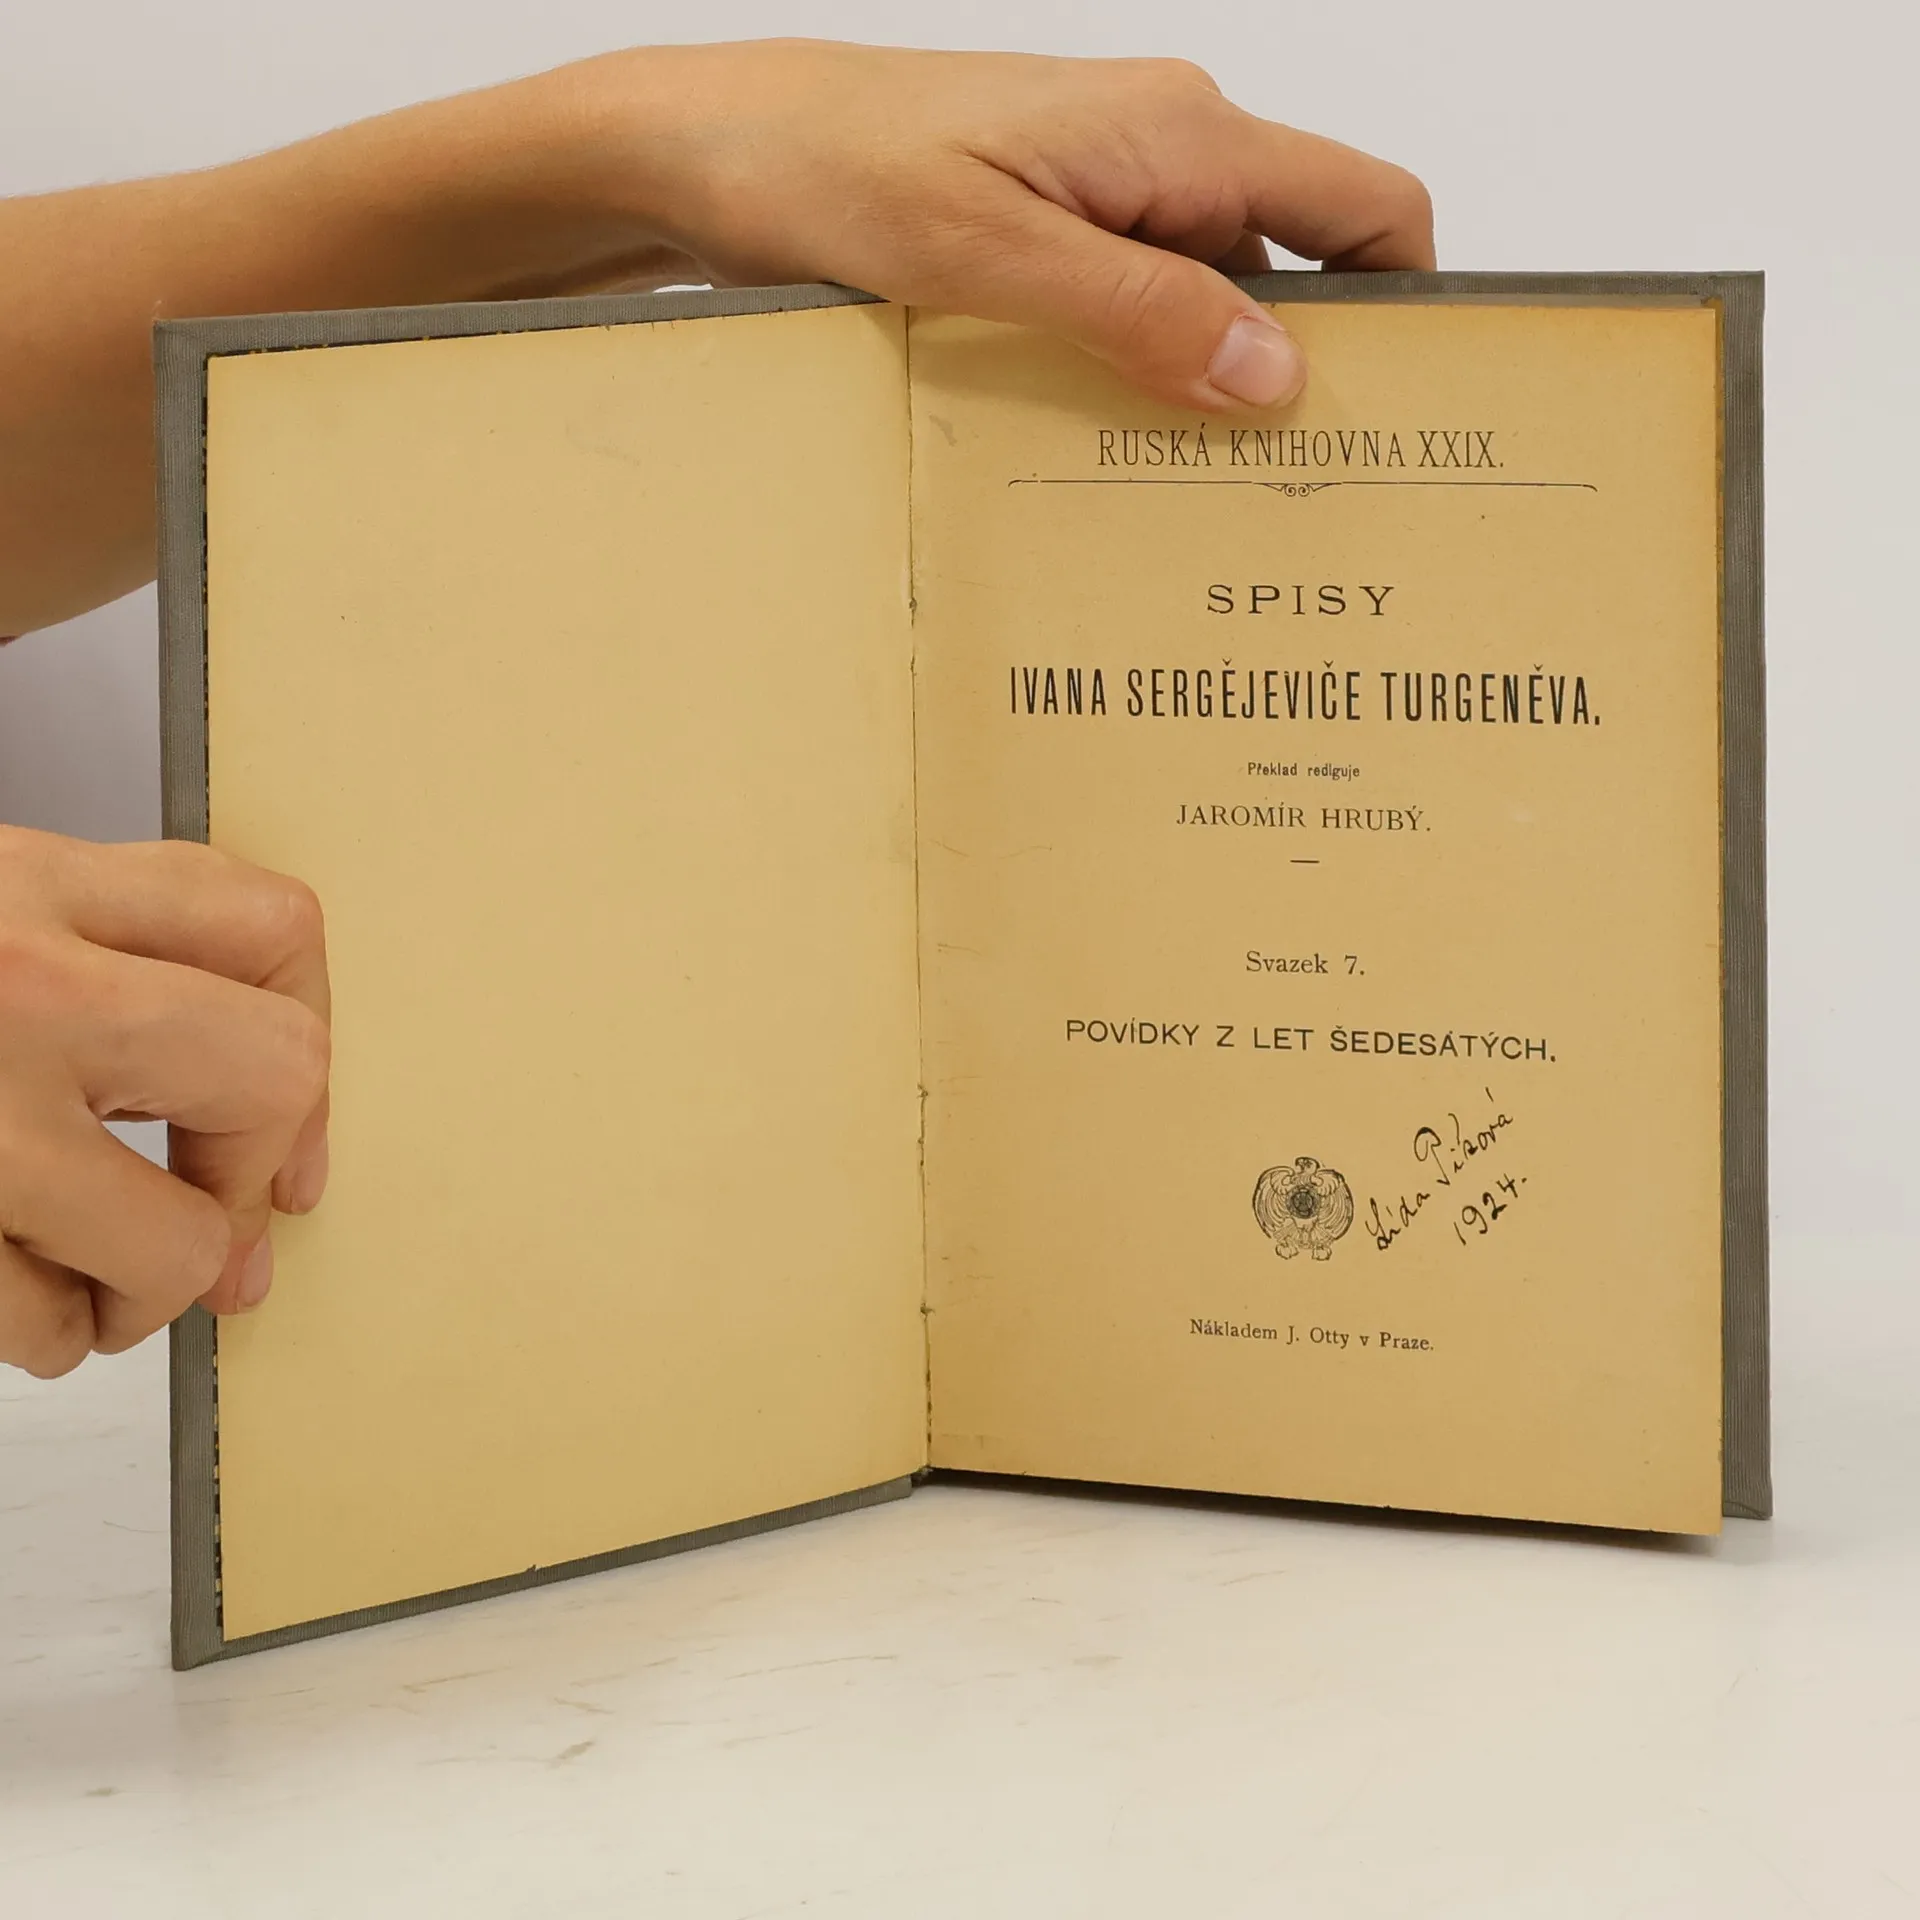 RUSKÁ KNIHOVNA XXIX.
SPISY
IVANA SERGĚJEVIČE TURGENĚVA.
Překlad rediguje
JAROMÍR HRUBÝ.
Svazek 7.
POVÍDKY Z LET ŠEDESÁTÝCH.
Lída Píková
1924.
Nákladem J. Otty v Praze.